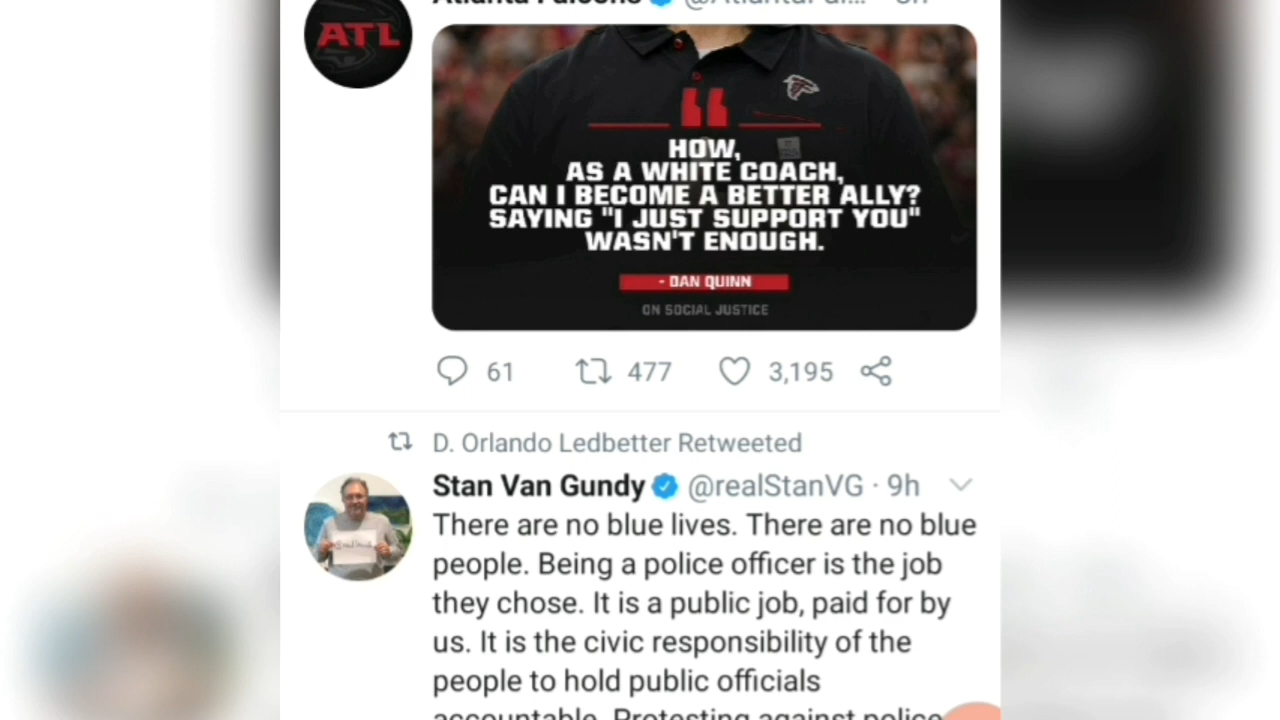 Atlanta Falcons @AtlantaFal... · 8h
ATL
HOW,
AS A WHITE COACH,
CAN I BECOME A BETTER ALLY?
SAYING "I JUST SUPPORT YOU"
WASN'T ENOUGH.
- DAN QUINN
ON SOCIAL JUSTICE
61 477 3,195
D. Orlando Ledbetter Retweeted
Stan Van Gundy @realStanVG · 9h
There are no blue lives. There are no blue
people. Being a police officer is the job
they chose. It is a public job, paid for by
us. It is the civic responsibility of the
people to hold public officials
accountable. Protesting against police